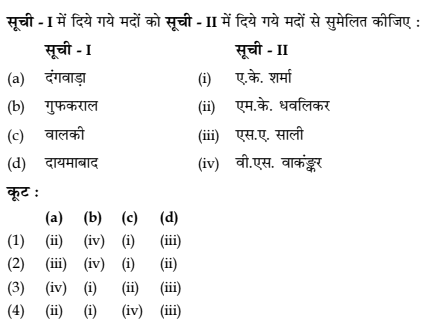 सूची - I में दिये गये मदों को सूची - II में दिये गये मदों से सुमेलित कीजिए :
सूची - I सूची - II
(a) दंगवाड़ा (i) ए.के. शर्मा
(b) गुफकराल (ii) एम.के. धवलिकर
(c) वालकी (iii) एस.ए. साली
(d) दायमाबाद (iv) वी.एस. वाकंङ्कर
कूट :
(a) (b) (c) (d)
(1) (ii) (iv) (i) (iii)
(2) (iii) (iv) (i) (ii)
(3) (iv) (i) (ii) (iii)
(4) (ii) (i) (iv) (iii)